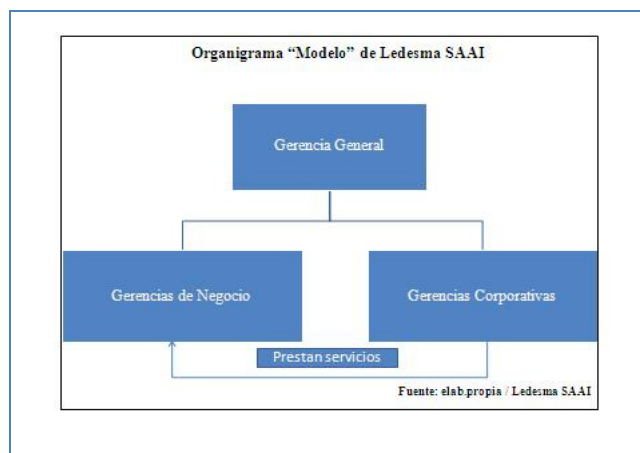 Organigrama “Modelo” de Ledesma SAAI
Gerencia General
Gerencias de Negocio
Gerencias Corporativas
Prestan servicios
Fuente: elab.propia / Ledesma SAAI